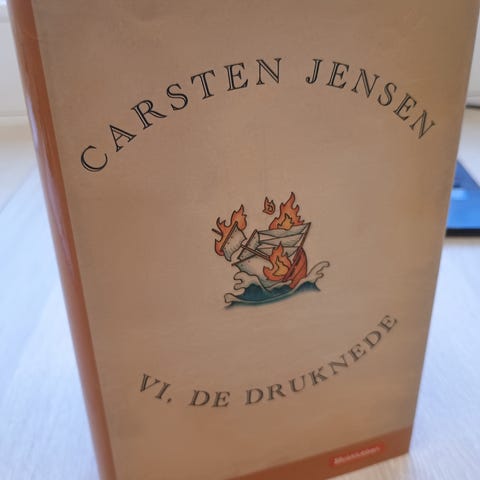 CARSTEN JENSEN
VI, DE DRUKNEDE